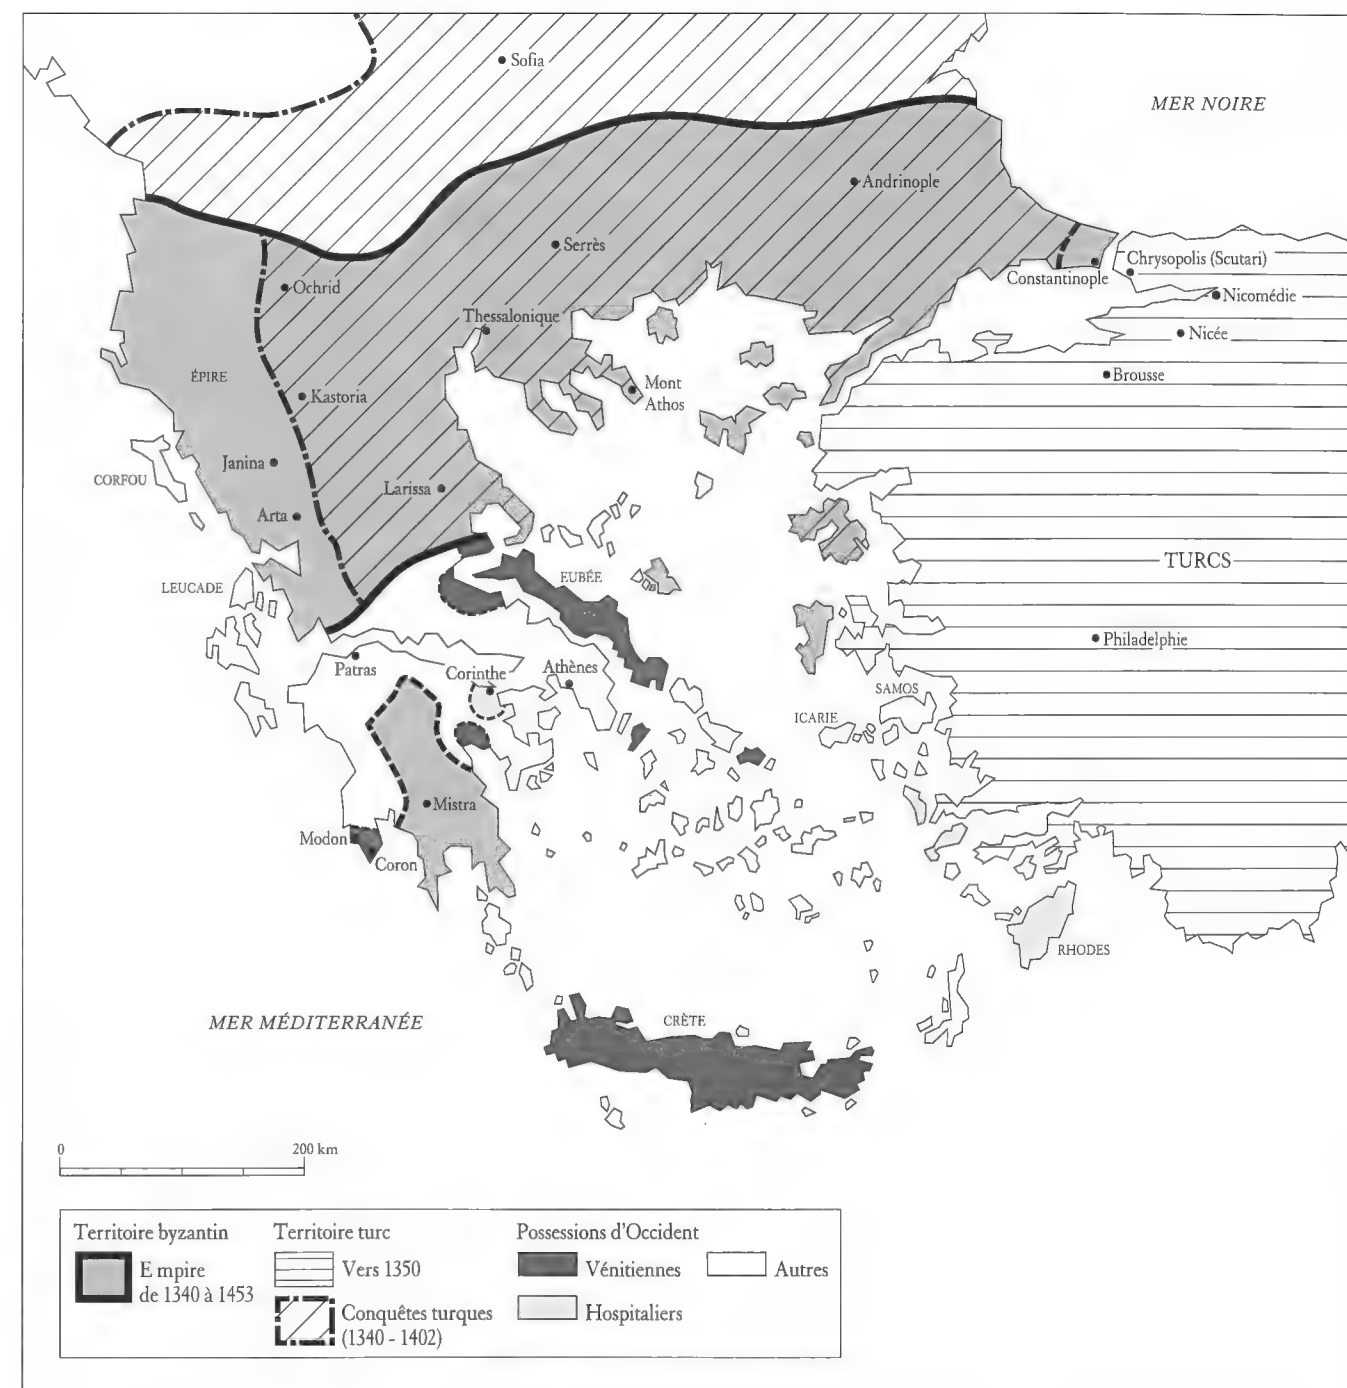 Sofia
MER NOIRE
Andrinople
Serrès
Constantinople
Chrysopolis (Scutari)
Ochrid
Nicomédie
Thessalonique
Nicée
ÉPIRE
Brousse
Mont
Athos
Kastoria
Janina
CORFOU
Larissa
Arta
TURCS
LEUCADE
EUBÉE
Philadelphie
Patras
Corinthe
Athènes
SAMOS
ICARIE
Mistra
Modon
Coron
RHODES
MER MÉDITERRANÉE
CRÈTE
0 200 km
Territoire byzantin
E mpire
de 1340 à 1453
Territoire turc
Vers 1350
Conquêtes turques
(1340 - 1402)
Possessions d'Occident
Vénitiennes
Autres
Hospitaliers